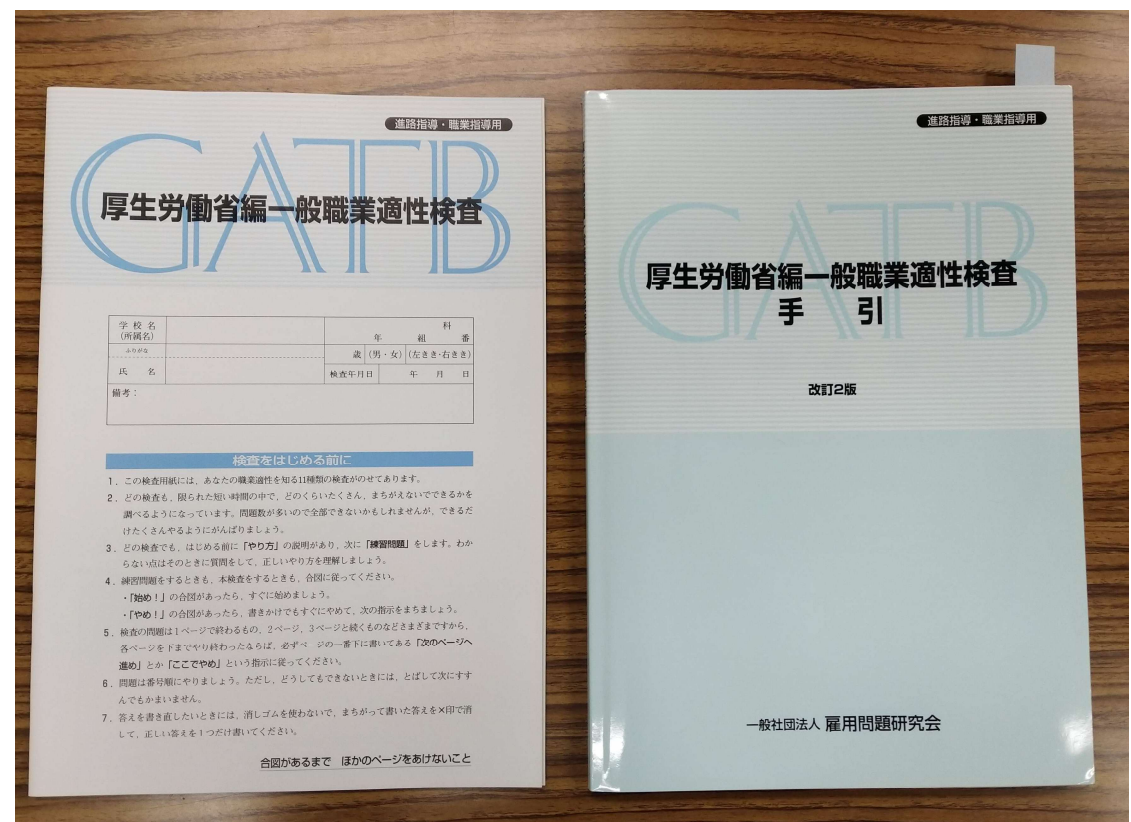 進路指導・職業指導用
GATB
厚生労働省編一般職業適性検査
学校名
(所属名)
科
年 組 番
ふりがな
歳 (男・女) (左きき・右きき)
氏 名
検査年月日 年 月 日
備考:
検査をはじめる前に
1. この検査用紙には、あなたの職業適性を知る11種類の検査がのせてあります。
2. どの検査も、限られた短い時間の中で、どのくらいたくさん、まちがえないでできるかを
調べるようになっています。問題数が多いので全部できないかもしれませんが、できるだ
けたくさんやるようにがんばりましょう。
3. どの検査でも、はじめる前に「やり方」の説明があり、次に「練習問題」をします。わか
らない点はそのときに質問をして、正しいやり方を理解しましょう。
4. 練習問題をするときも、本検査をするときも、合図に従ってください。
・「始め!」の合図があったら、すぐに始めましょう。
・「やめ!」の合図があったら、書きかけでもすぐにやめて、次の指示をまちましょう。
5. 検査の問題は1ページで終わるもの、2ページ、3ページと続くものなどさまざまですから、
各ページを下までやり終わったならば、必ずページの一番下に書いてある「次のページへ
進め」とか「ここでやめ」という指示に従ってください。
6. 問題は番号順にやりましょう。ただし、どうしてもできないときには、とばして次にすす
んでもかまいません。
7. 答えを書き直したいときには、消しゴムを使わないで、まちがって書いた答えを×印で消
して、正しい答えを1つだけ書いてください。
合図があるまで ほかのページをあけないこと
進路指導・職業指導用
GATB
厚生労働省編一般職業適性検査
手 引
改訂2版
一般社団法人 雇用問題研究会